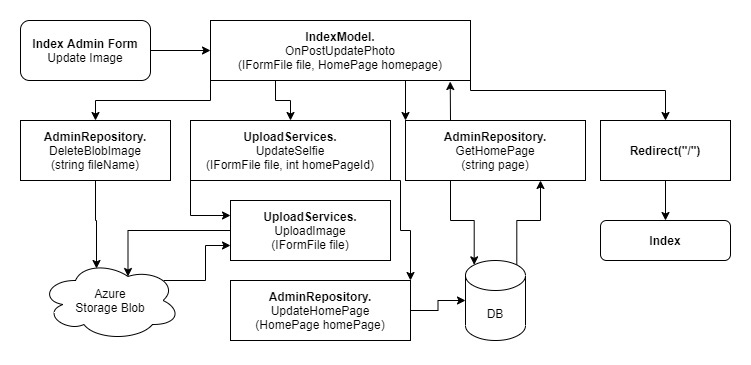 Index Admin Form
Update Image
IndexModel.
OnPostUpdatePhoto
(IFormFile file, HomePage homepage)
AdminRepository.
DeleteBlobImage
(string fileName)
UploadServices.
UpdateSelfie
(IFormFile file, int homePageId)
AdminRepository.
GetHomePage
(string page)
Redirect("/")
UploadServices.
UploadImage
(IFormFile file)
Index
Azure
Storage Blob
AdminRepository.
UpdateHomePage
(HomePage homePage)
DB